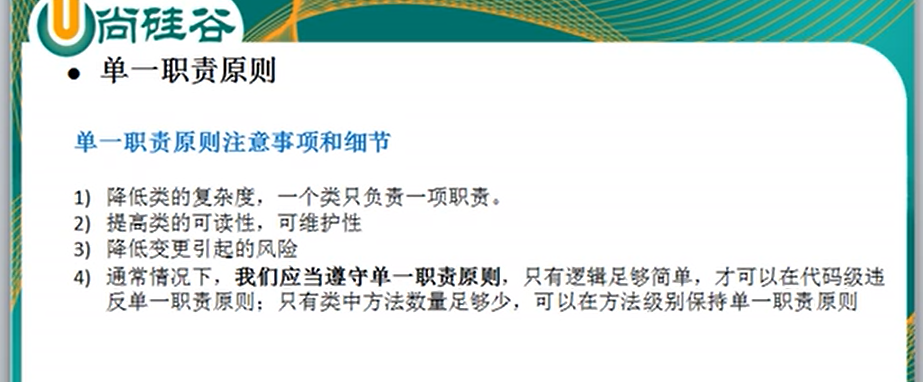 尚硅谷
• 单一职责原则
单一职责原则注意事项和细节
1) 降低类的复杂度，一个类只负责一项职责。
2) 提高类的可读性，可维护性
3) 降低变更引起的风险
4) 通常情况下，我们应当遵守单一职责原则，只有逻辑足够简单，才可以在代码级违
反单一职责原则；只有类中方法数量足够少，可以在方法级别保持单一职责原则